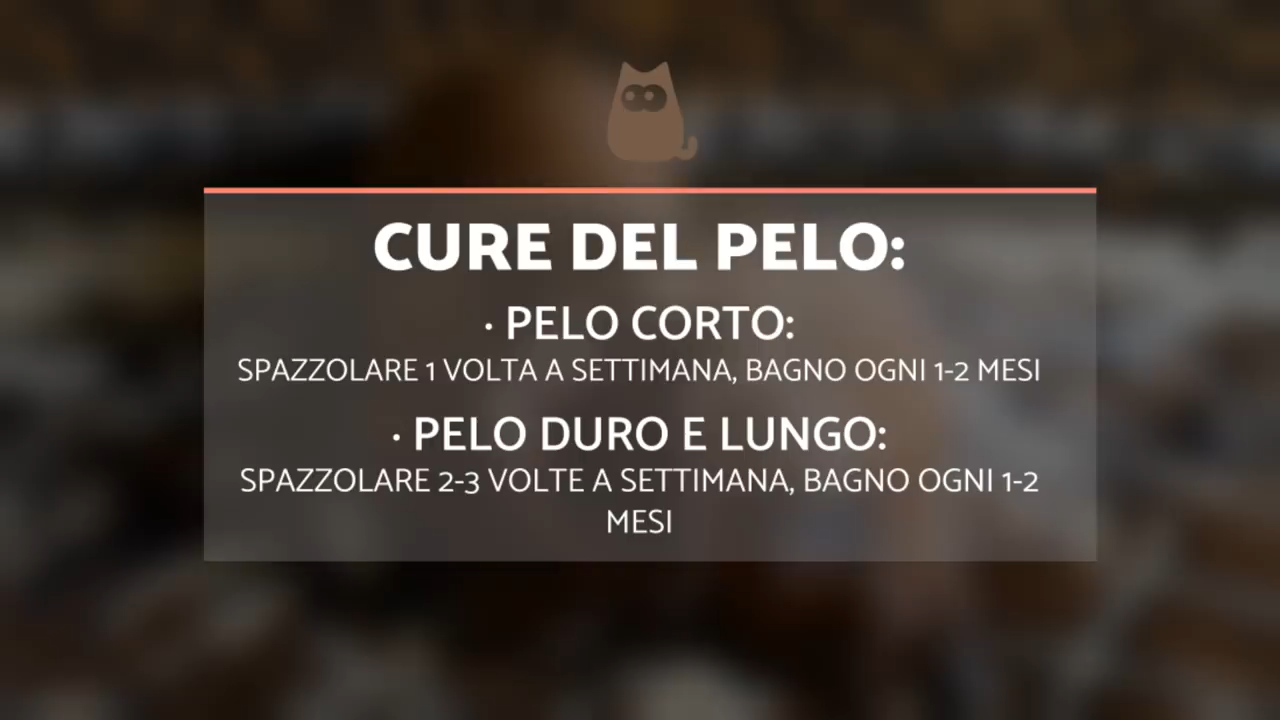 CURE DEL PELO:
· PELO CORTO:
SPAZZOLARE 1 VOLTA A SETTIMANA, BAGNO OGNI 1-2 MESI
· PELO DURO E LUNGO:
SPAZZOLARE 2-3 VOLTE A SETTIMANA, BAGNO OGNI 1-2
MESI